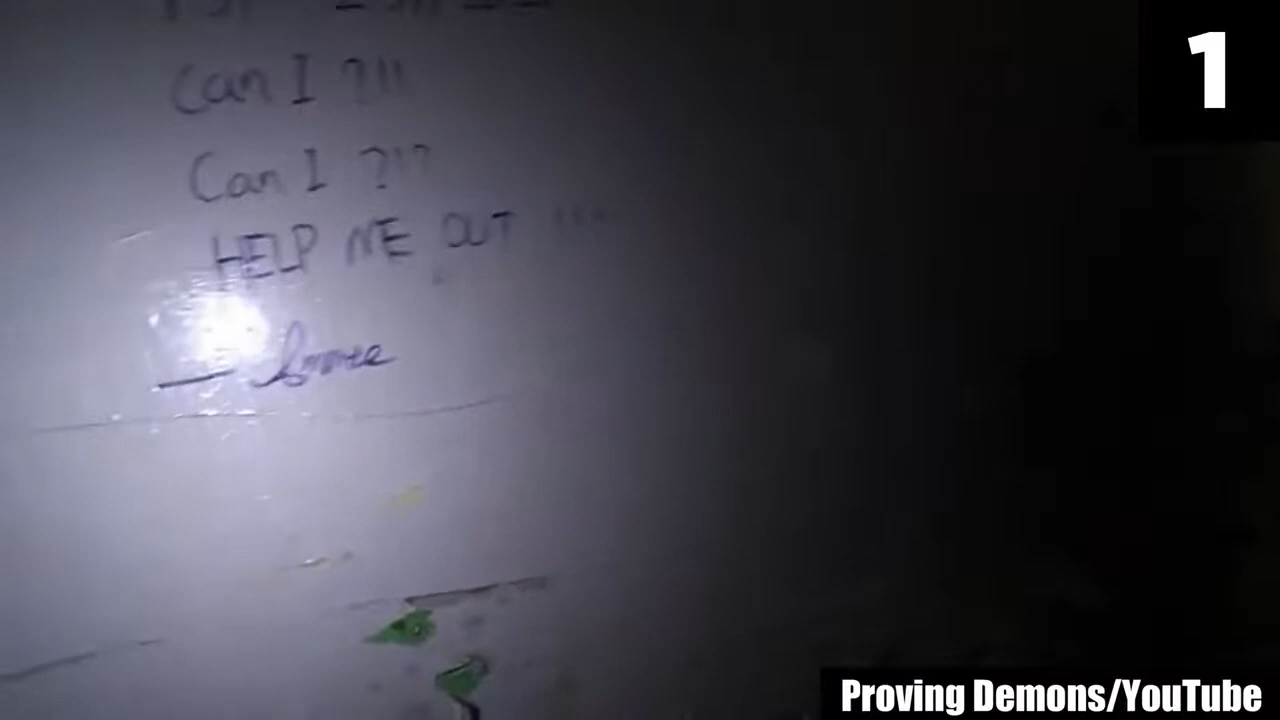 1
Can I ?!!
Can I ?!?
HELP ME OUT !!!
Proving Demons/YouTube